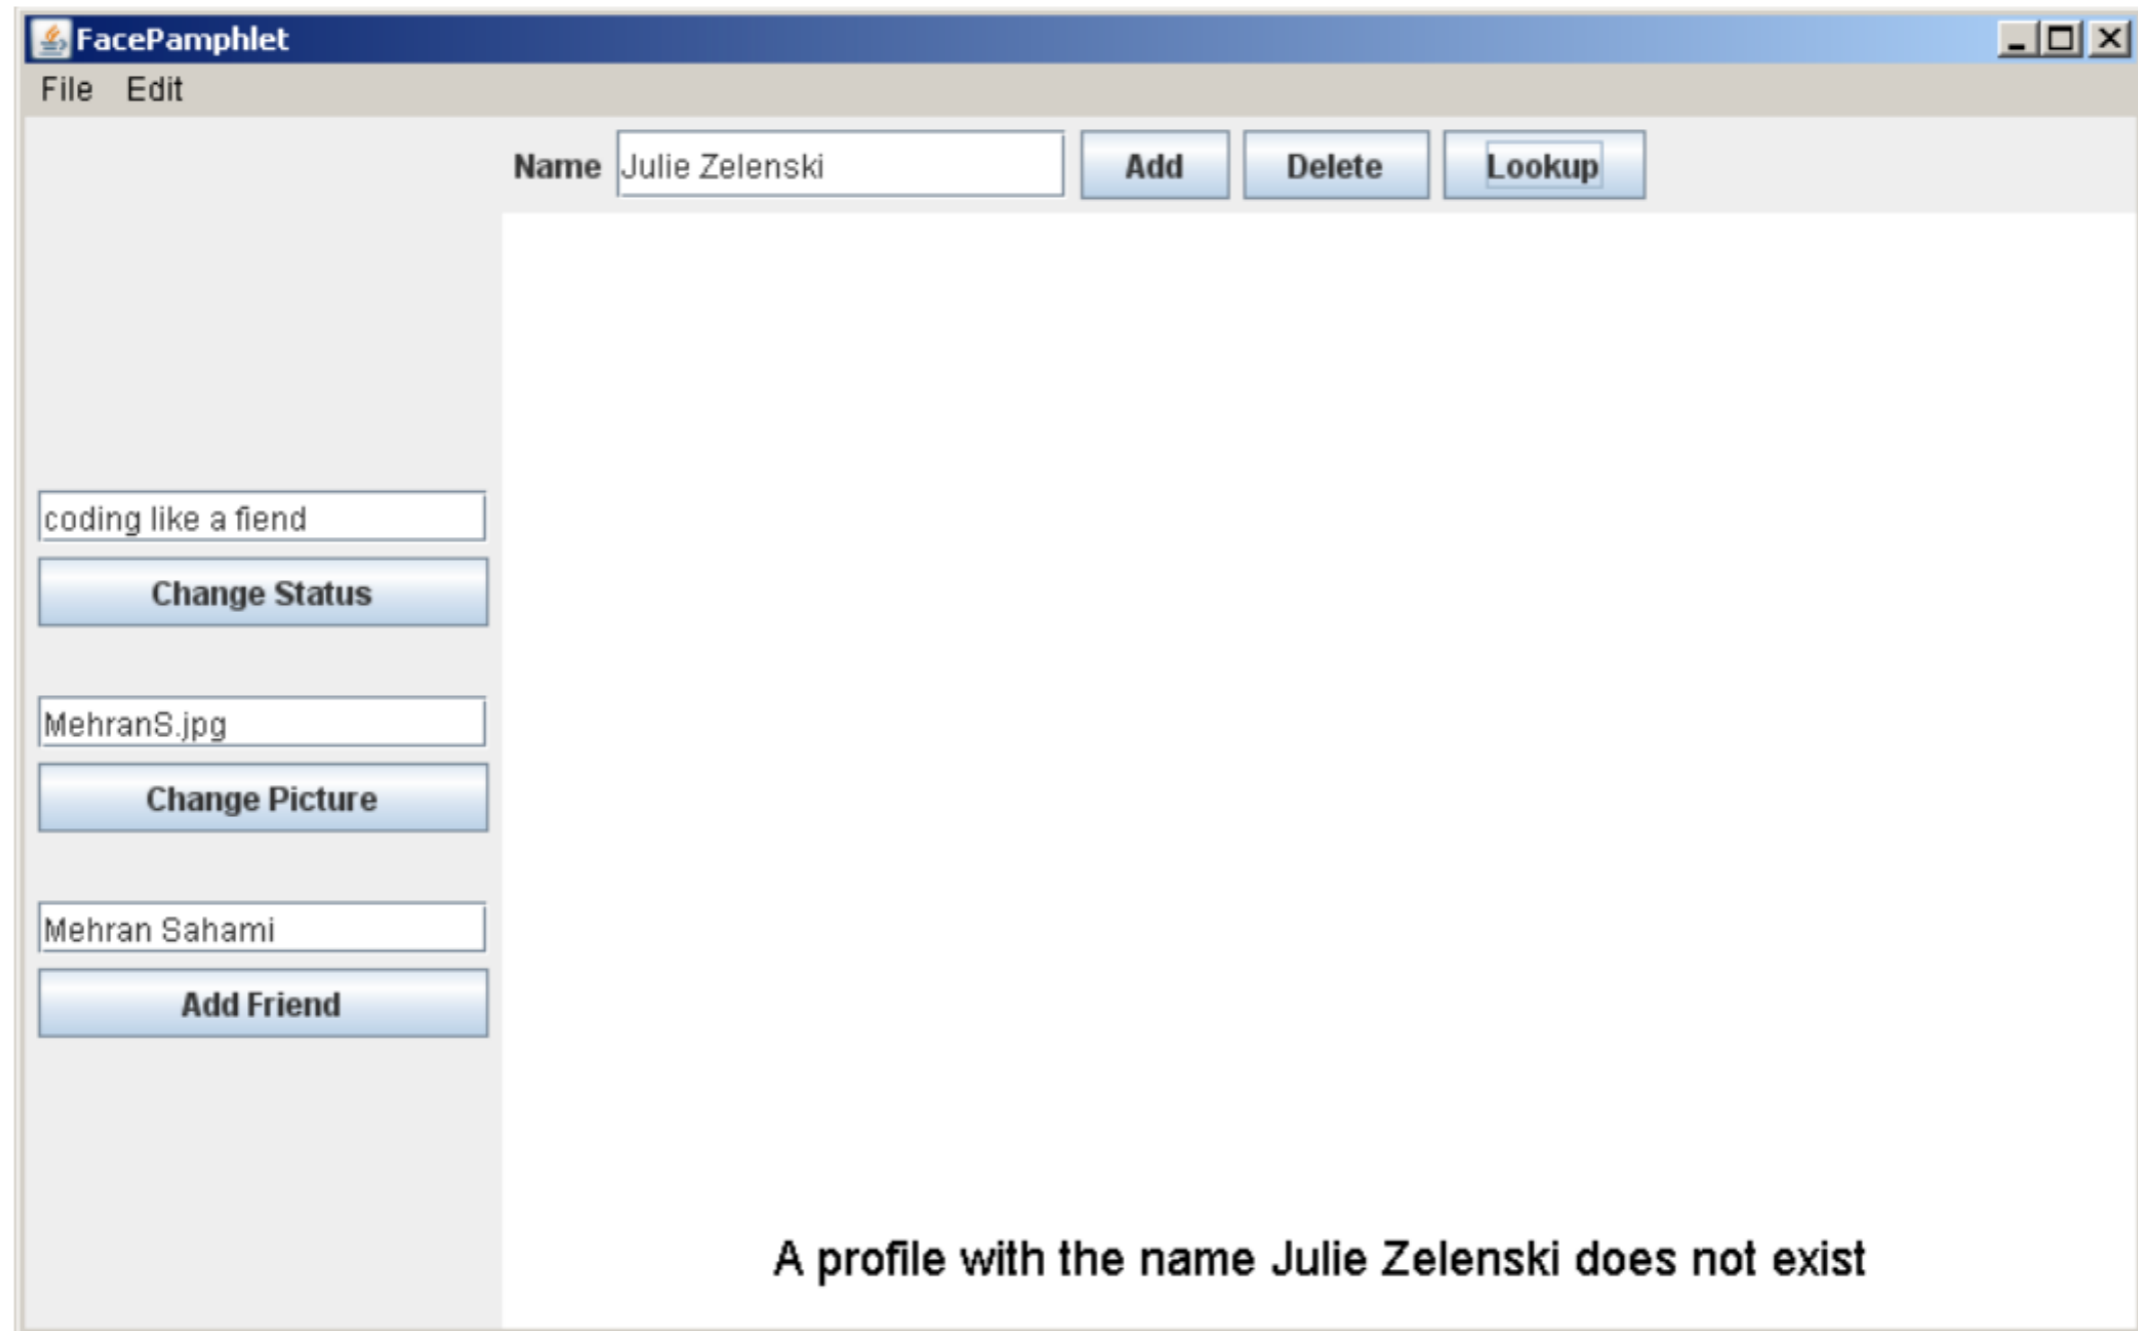 FacePamphlet
File Edit
Name Julie Zelenski Add Delete Lookup
coding like a fiend
Change Status
MehranS.jpg
Change Picture
Mehran Sahami
Add Friend
A profile with the name Julie Zelenski does not exist